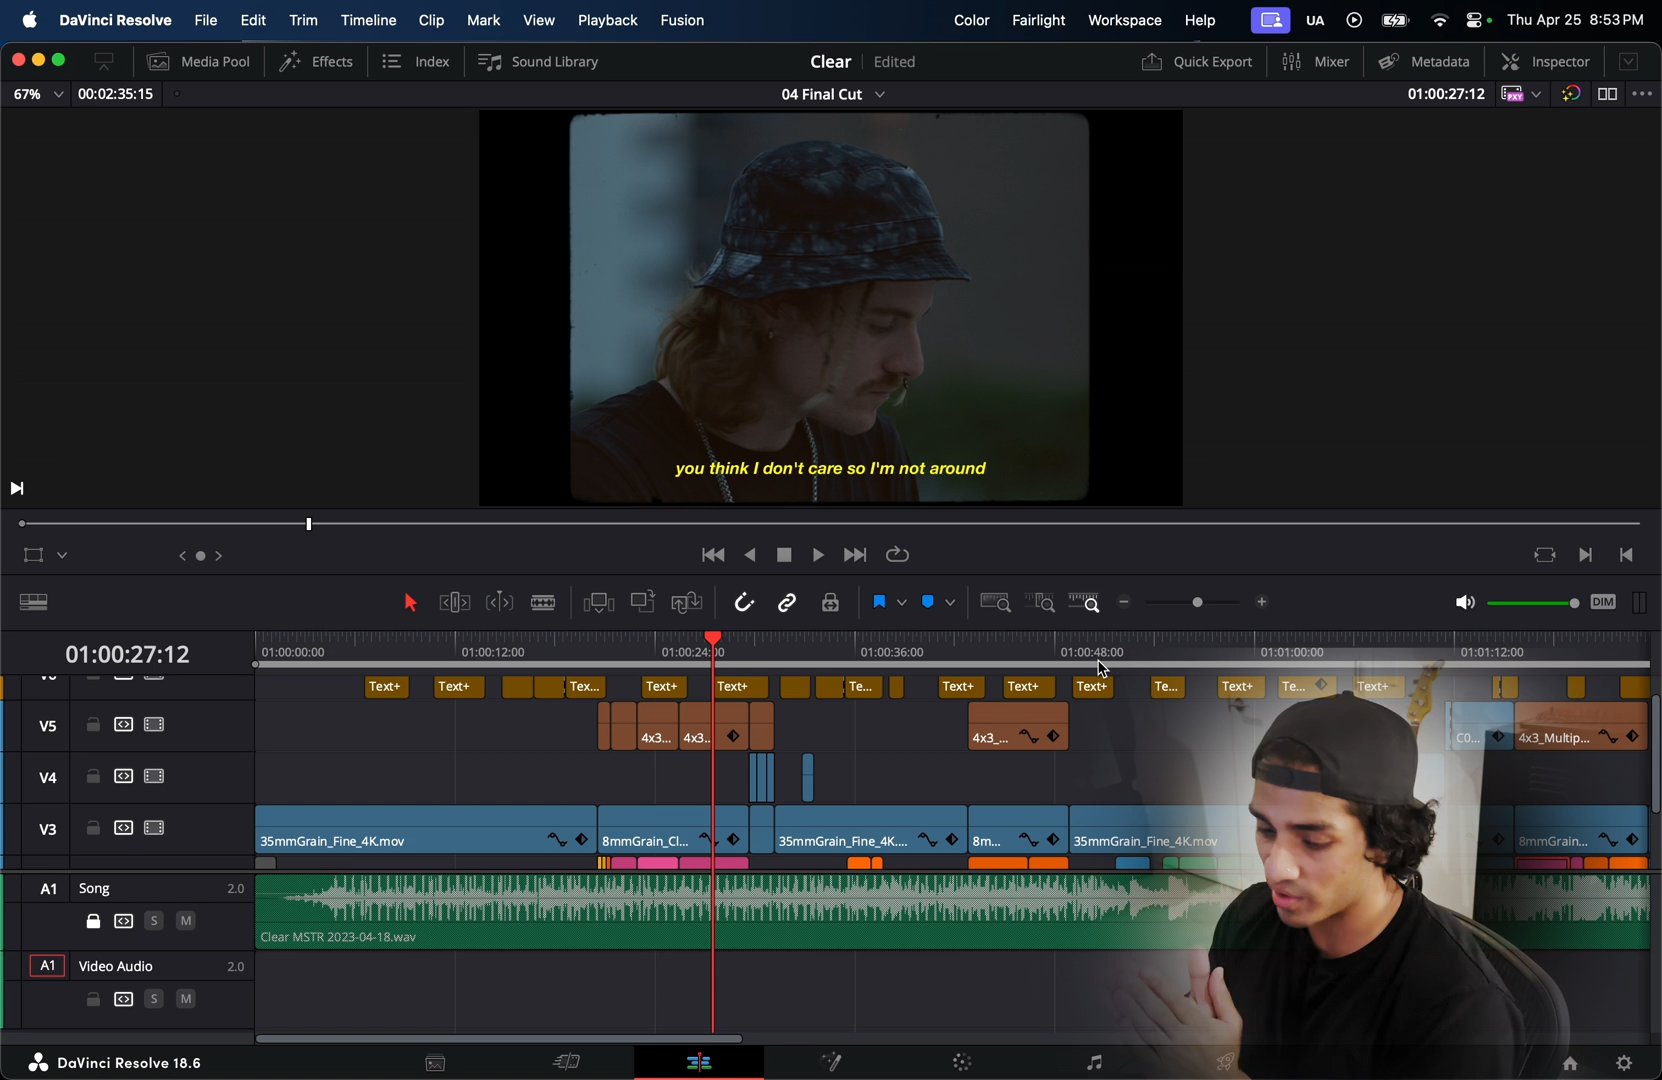 DaVinci Resolve File Edit Trim Timeline Clip Mark View Playback Fusion Color Fairlight Workspace Help UA Thu Apr 25 8:53 PM
Media Pool Effects Index Sound Library Clear Edited Quick Export Mixer Metadata Inspector
67% 00:02:35:15 04 Final Cut 01:00:27:12 PXY
you think I don't care so I'm not around
DIM
01:00:27:12 01:00:00:00 01:00:12:00 01:00:24:00 01:00:36:00 01:00:48:00 01:01:00:00 01:01:12:00
Text+ Text+ Tex... Text+ Text+ Te... Text+ Text+ Text+ Te... Text+ Te... Text+
V5 4x3... 4x3... 4x3_... C0... 4x3_Multip...
V4
V3 35mmGrain_Fine_4K.mov 8mmGrain_Cl... 35mmGrain_Fine_4K.... 8m... 35mmGrain_Fine_4K.mov 8mmGrain...
A1 Song 2.0
S M
Clear MSTR 2023-04-18.wav
A1 Video Audio 2.0
S M
DaVinci Resolve 18.6